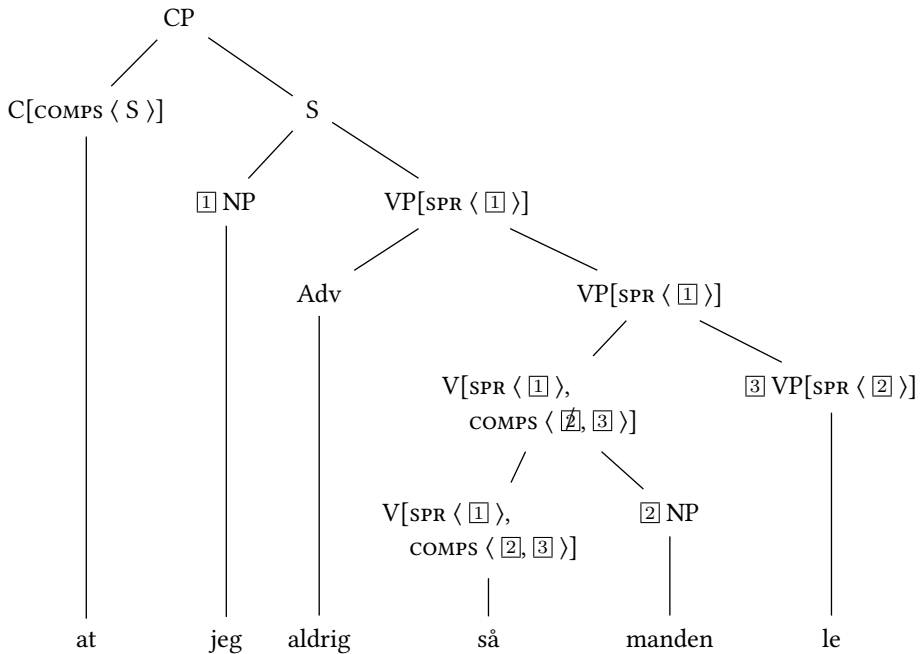 CP
C[COMPS ⟨ S ⟩]
S
1 NP
VP[SPR ⟨ 1 ⟩]
Adv
VP[SPR ⟨ 1 ⟩]
V[SPR ⟨ 1 ⟩,
COMPS ⟨ 2, 3 ⟩]
3 VP[SPR ⟨ 2 ⟩]
V[SPR ⟨ 1 ⟩,
COMPS ⟨ 2, 3 ⟩]
2 NP
at jeg aldrig så manden le